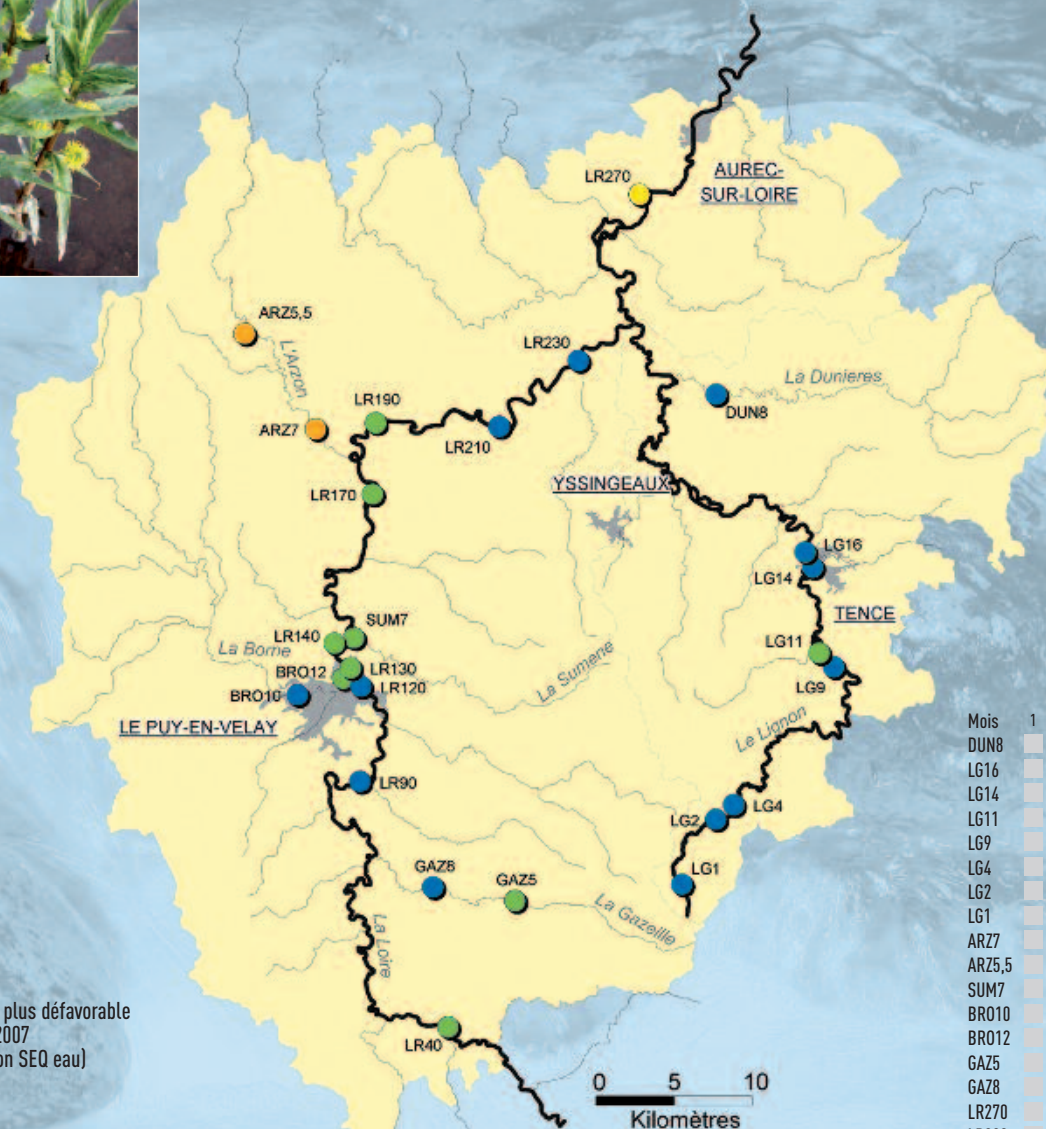 LR270
AUREC-
SUR-LOIRE
ARZ5,5
L'Arzon
LR230
LR190
La Dunieres
DUN8
ARZ7
LR210
LR170
YSSINGEAUX
LG16
LG14
SUM7
TENCE
LR140
La Borne
LG11
LR130
BRO12
La Sumene
LR120
BRO10
LG9
LE PUY-EN-VELAY
Le Lignon
LR90
LG4
LG2
GAZ8
GAZ5
LG1
La Gazeille
La Loire
LR40
plus défavorable
2007
on SEQ eau)
0 5 10
Kilomètres
Mois 1
DUN8
LG16
LG14
LG11
LG9
LG4
LG2
LG1
ARZ7
ARZ5,5
SUM7
BRO10
BRO12
GAZ5
GAZ8
LR270